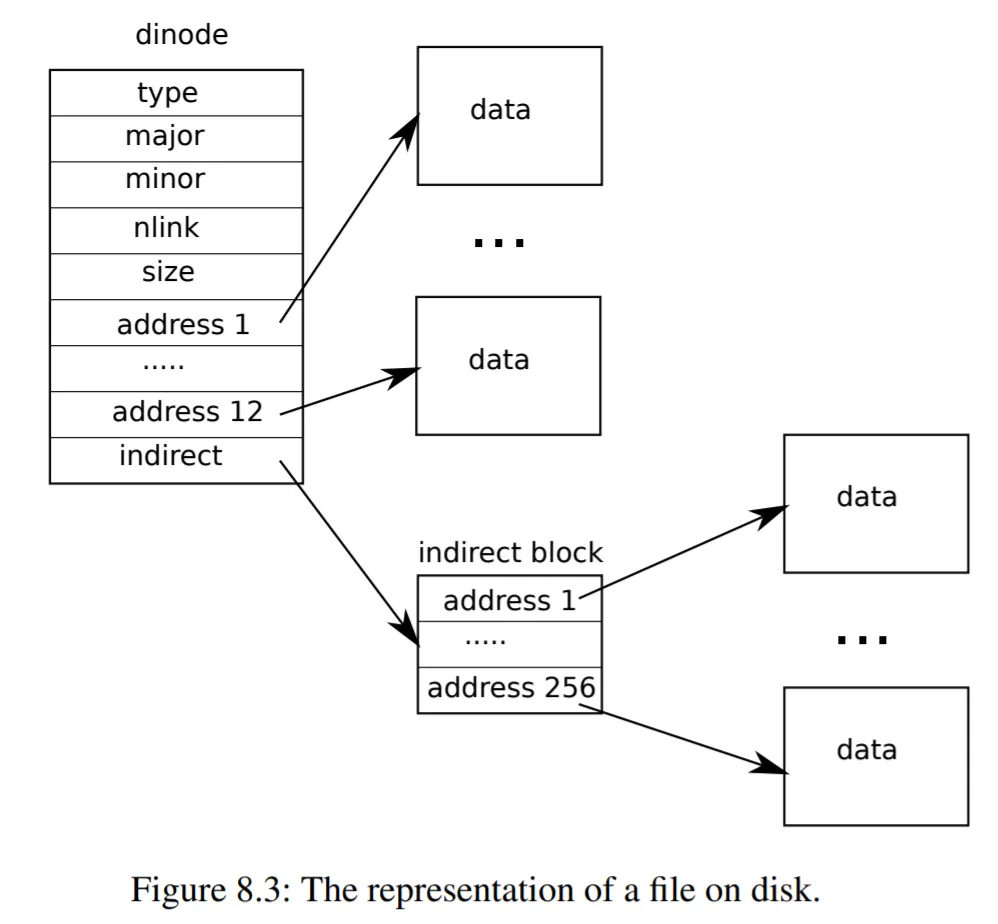 dinode
type
major
minor
nlink
size
address 1
.....
address 12
indirect
data
...
data
indirect block
address 1
.....
address 256
data
...
data
Figure 8.3: The representation of a file on disk.